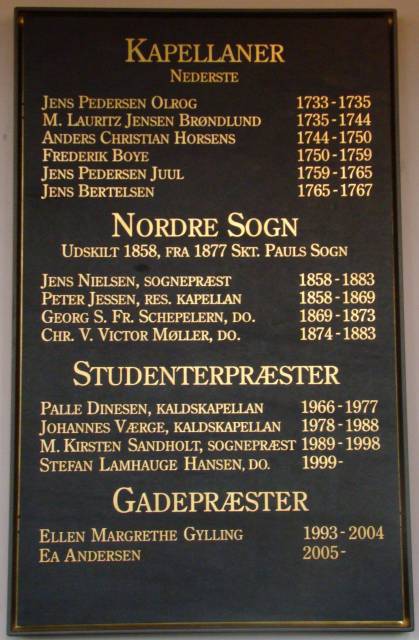 KAPELLANER
NEDERSTE
JENS PEDERSEN OLROG 1733-1735
M. LAURITZ JENSEN BRØNDLUND 1735-1744
ANDERS CHRISTIAN HORSENS 1744-1750
FREDERIK BOYE 1750-1759
JENS PEDERSEN JUUL 1759-1765
JENS BERTELSEN 1765-1767
NORDRE SOGN
UDSKILT 1858, FRA 1877 SKT. PAULS SOGN
JENS NIELSEN, SOGNEPRÆST 1858-1883
PETER JESSEN, RES. KAPELLAN 1858-1869
GEORG S. FR. SCHEPELERN, DO. 1869-1873
CHR. V. VICTOR MØLLER, DO. 1874-1883
STUDENTERPRÆSTER
PALLE DINESEN, KALDSKAPELLAN 1966-1977
JOHANNES VÆRGE, KALDSKAPELLAN 1978-1988
M. KIRSTEN SANDHOLT, SOGNEPRÆST 1989-1998
STEFAN LAMHAUGE HANSEN, DO. 1999-
GADEPRÆSTER
ELLEN MARGRETHE GYLLING 1993-2004
EA ANDERSEN 2005-